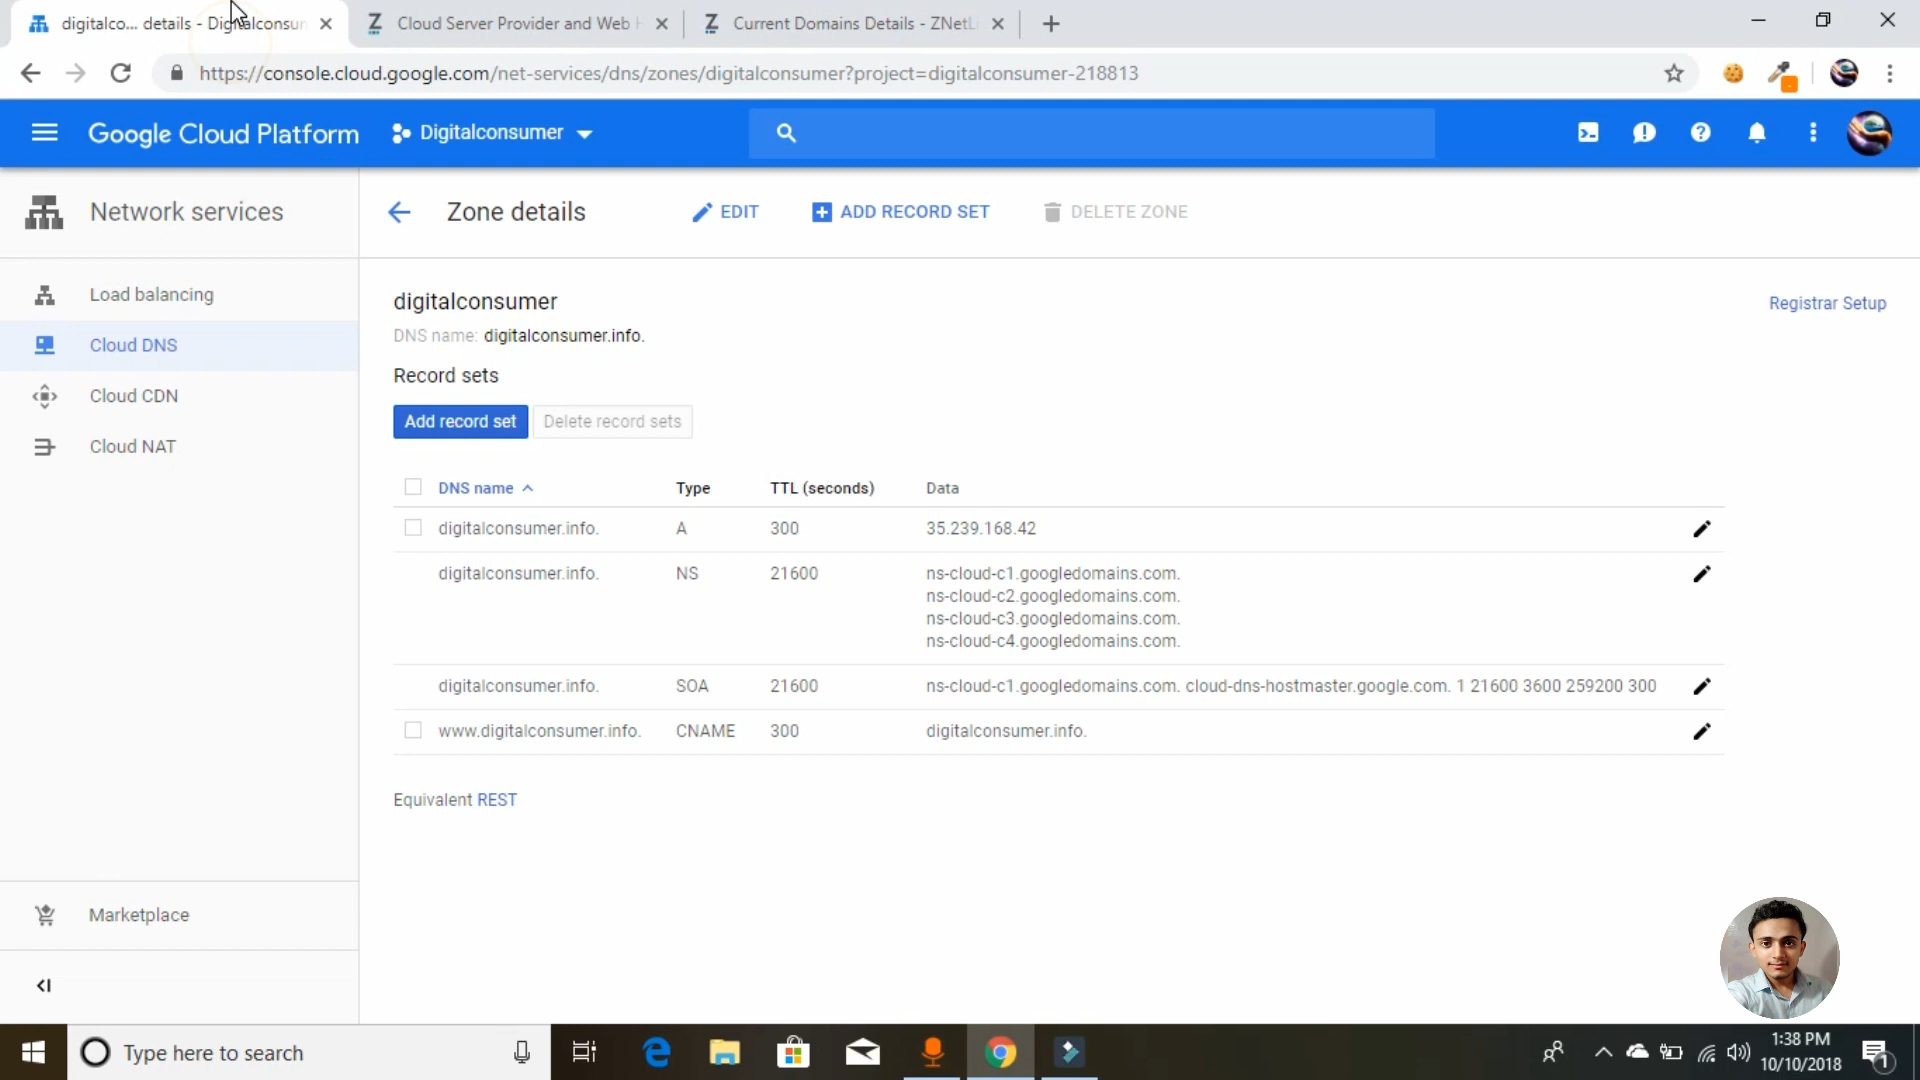 digitalco... details - Digitalconsum
Cloud Server Provider and Web H
Current Domains Details - ZNetL
https://console.cloud.google.com/net-services/dns/zones/digitalconsumer?project=digitalconsumer-218813
Google Cloud Platform
Digitalconsumer
Network services
Zone details
EDIT
ADD RECORD SET
DELETE ZONE
Load balancing
Cloud DNS
Cloud CDN
Cloud NAT
Marketplace
digitalconsumer
Registrar Setup
DNS name: digitalconsumer.info.
Record sets
Add record set
Delete record sets
DNS name Type TTL (seconds) Data
digitalconsumer.info. A 300 35.239.168.42
digitalconsumer.info. NS 21600 ns-cloud-c1.googledomains.com.
ns-cloud-c2.googledomains.com.
ns-cloud-c3.googledomains.com.
ns-cloud-c4.googledomains.com.
digitalconsumer.info. SOA 21600 ns-cloud-c1.googledomains.com. cloud-dns-hostmaster.google.com. 1 21600 3600 259200 300
www.digitalconsumer.info. CNAME 300 digitalconsumer.info.
Equivalent REST
Type here to search
1:38 PM
10/10/2018
1